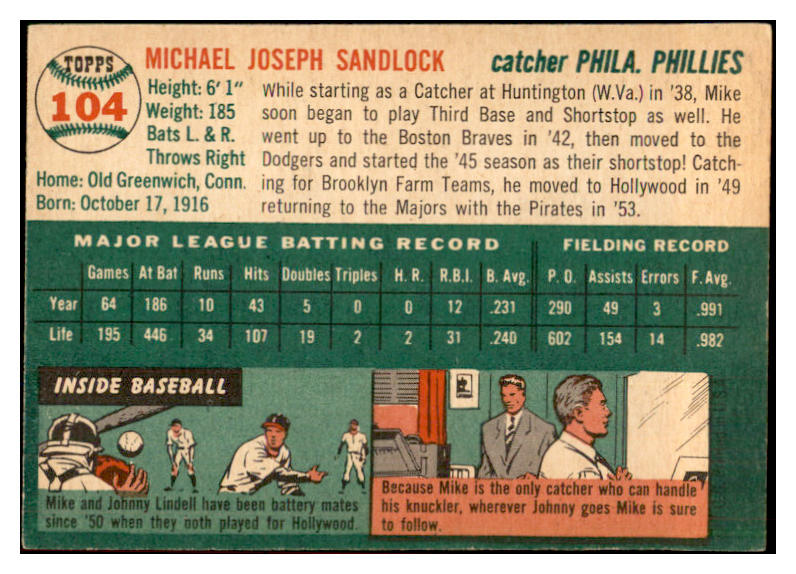 TOPPS
104
MICHAEL JOSEPH SANDLOCK
catcher PHILA. PHILLIES
Height: 6' 1"
Weight: 185
Bats L. & R.
Throws Right
Home: Old Greenwich, Conn.
Born: October 17, 1916
While starting as a Catcher at Huntington (W.Va.) in '38, Mike
soon began to play Third Base and Shortstop as well. He
went up to the Boston Braves in '42, then moved to the
Dodgers and started the '45 season as their shortstop! Catch-
ing for Brooklyn Farm Teams, he moved to Hollywood in '49
returning to the Majors with the Pirates in '53.
MAJOR LEAGUE BATTING RECORD FIELDING RECORD
Games At Bat Runs Hits Doubles Triples H. R. R.B.I. B. Avg. P. O. Assists Errors F. Avg.
Year 64 186 10 43 5 0 0 12 .231 290 49 3 .991
Life 195 446 34 107 19 2 2 31 .240 602 154 14 .982
INSIDE BASEBALL
Mike and Johnny Lindell have been battery mates
since '50 when they both played for Hollywood.
Because Mike is the only catcher who can handle
his knuckler, wherever Johnny goes Mike is sure
to follow.